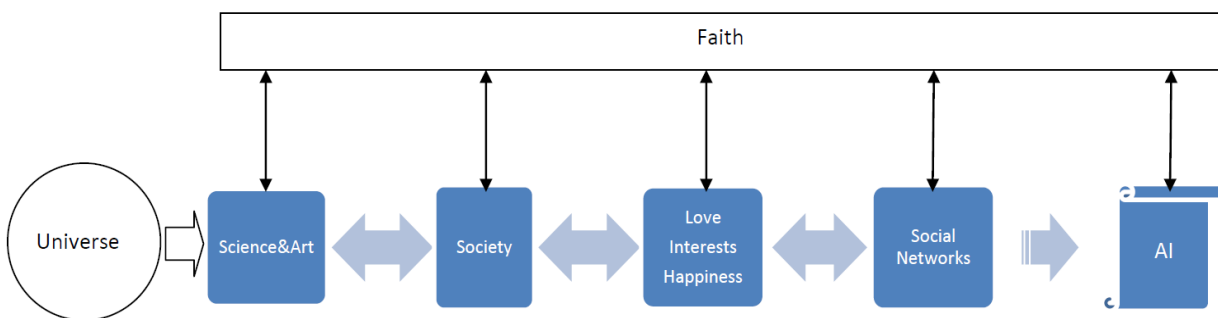 Faith
Universe
Science&Art
Society
Love
Interests
Happiness
Social
Networks
AI